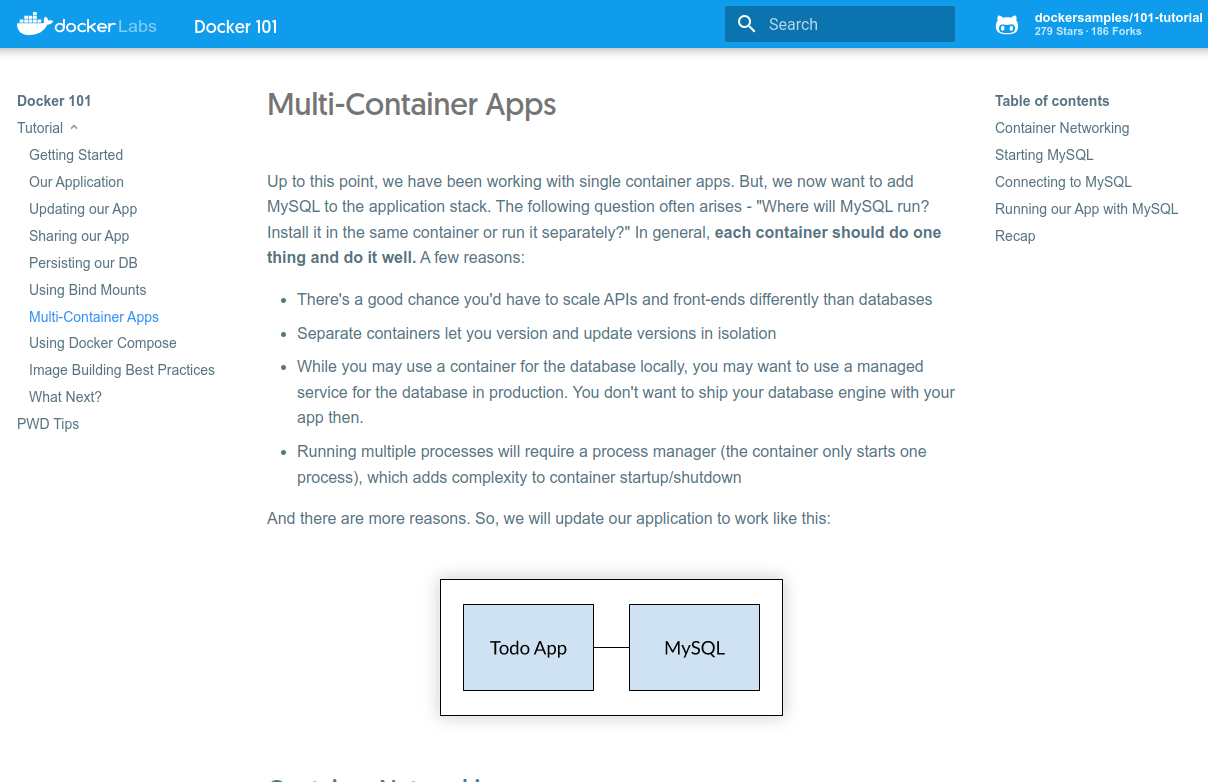 docker Labs
Docker 101
Search
dockersamples/101-tutorial
279 Stars · 186 Forks
Docker 101
Tutorial
Getting Started
Our Application
Updating our App
Sharing our App
Persisting our DB
Using Bind Mounts
Multi-Container Apps
Using Docker Compose
Image Building Best Practices
What Next?
PWD Tips
Multi-Container Apps
Up to this point, we have been working with single container apps. But, we now want to add
MySQL to the application stack. The following question often arises - "Where will MySQL run?
Install it in the same container or run it separately?" In general, each container should do one
thing and do it well. A few reasons:
• There's a good chance you'd have to scale APIs and front-ends differently than databases
• Separate containers let you version and update versions in isolation
• While you may use a container for the database locally, you may want to use a managed
service for the database in production. You don't want to ship your database engine with your
app then.
• Running multiple processes will require a process manager (the container only starts one
process), which adds complexity to container startup/shutdown
And there are more reasons. So, we will update our application to work like this:
Todo App
MySQL
Table of contents
Container Networking
Starting MySQL
Connecting to MySQL
Running our App with MySQL
Recap